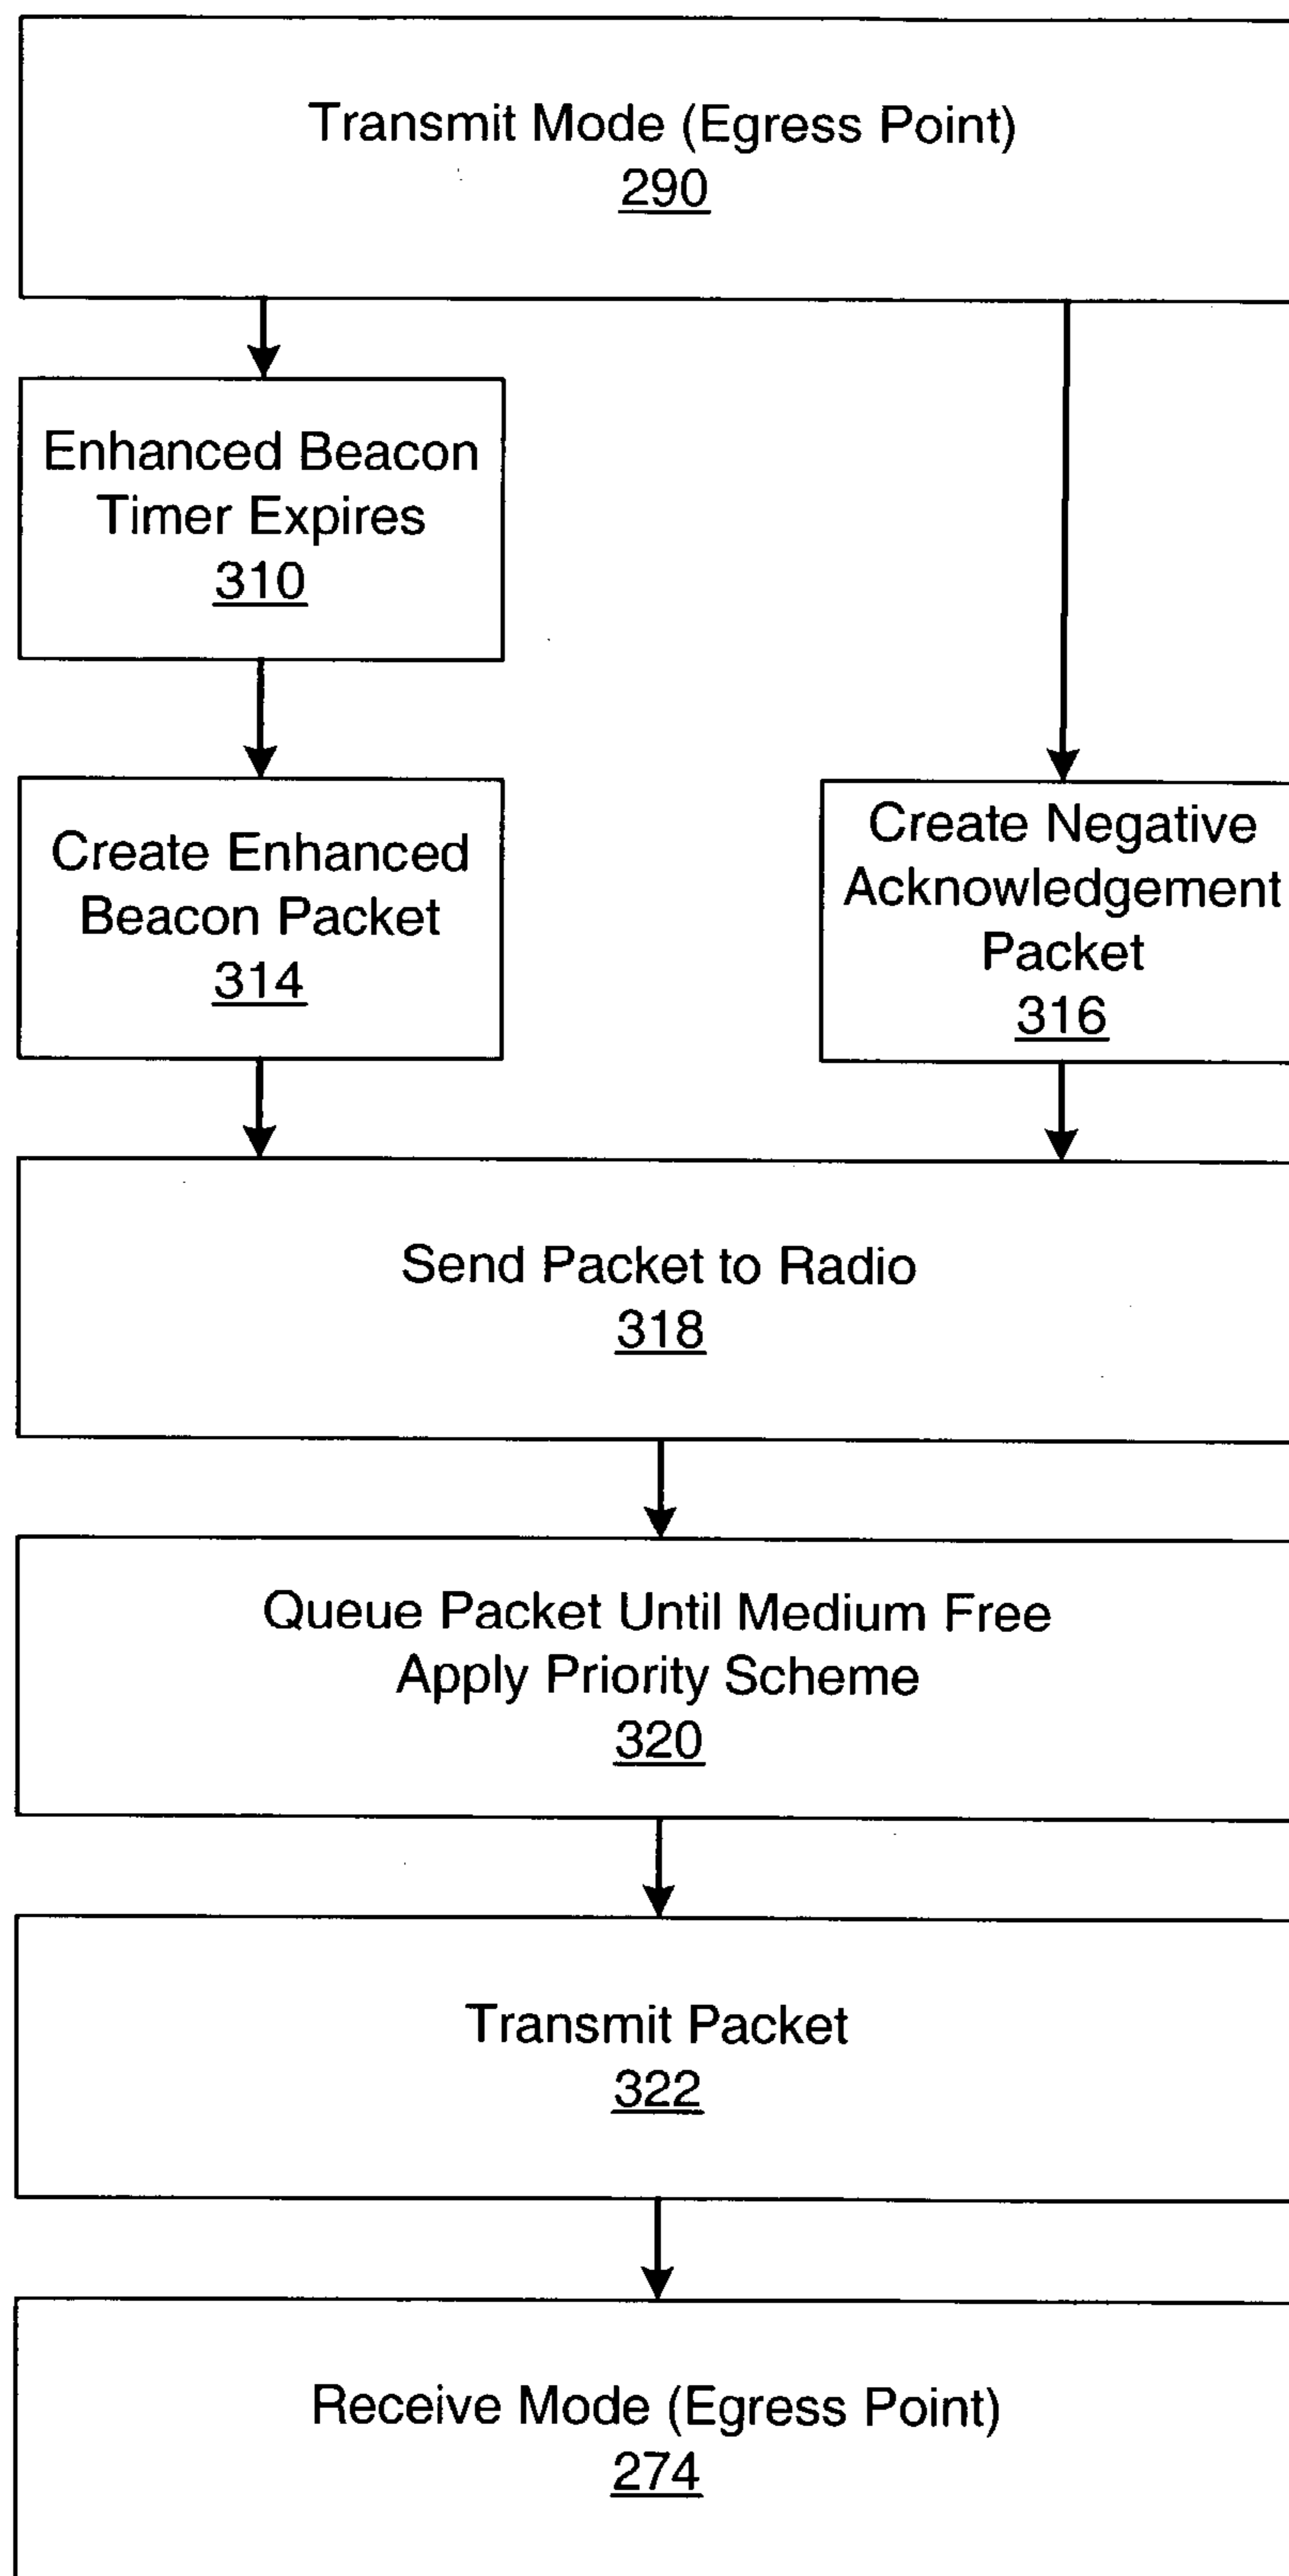 Transmit Mode (Egress Point)
290
Enhanced Beacon
Timer Expires
310
Create Enhanced
Beacon Packet
314
Create Negative
Acknowledgement
Packet
316
Send Packet to Radio
318
Queue Packet Until Medium Free
Apply Priority Scheme
320
Transmit Packet
322
Receive Mode (Egress Point)
274